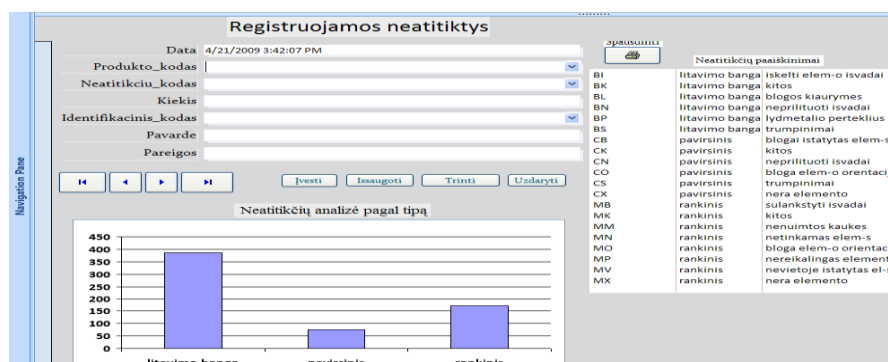 Registruojamos neatitiktys
Data 4/21/2009 3:42:07 PM
Produkto_kodas
Neatitikciu_kodas
Kiekis
Identifikacinis_kodas
Pavarde
Pareigos
Įvesti Issaugoti Trinti Uzdaryti
Neatitikčių analizė pagal tipą
450
400
350
300
250
200
150
100
50
0
litavimo banga pavirsinis rankinis
Navigation Pane
Spausdinti
Neatitikčių paaiškinimai
BI litavimo banga iskelti elem-o isvadai
BK litavimo banga kitos
BL litavimo banga blogos kiaurymes
BN litavimo banga neprilituoti isvadai
BP litavimo banga lydmetalio perteklius
BS litavimo banga trumpinimai
CB pavirsinis blogai istatytas elem-s
CK pavirsinis kitos
CN pavirsinis neprilituoti isvadai
CO pavirsinis bloga elem-o orentacij
CS pavirsinis trumpinimai
CX pavirsinis nera elemento
MB rankinis sulankstyti isvadai
MK rankinis kitos
MM rankinis nenuimtos kaukes
MN rankinis netinkamas elem-s
MO rankinis bloga elem-o orientac
MP rankinis nereikalingas element
MV rankinis nevietoje istatytas el-s
MX rankinis nera elemento